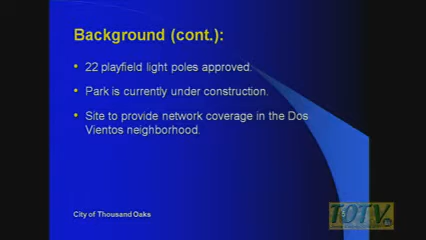 Background (cont.):
• 22 playfield light poles approved.
• Park is currently under construction.
• Site to provide network coverage in the Dos
Vientos neighborhood.
City of Thousand Oaks
TOTV